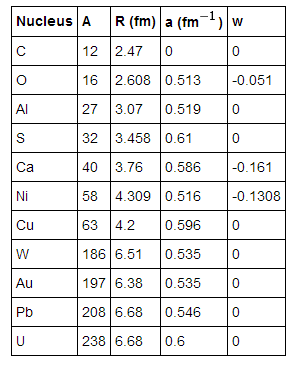 Nucleus A R (fm) a (fm⁻¹) w
C 12 2.47 0 0
O 16 2.608 0.513 -0.051
Al 27 3.07 0.519 0
S 32 3.458 0.61 0
Ca 40 3.76 0.586 -0.161
Ni 58 4.309 0.516 -0.1308
Cu 63 4.2 0.596 0
W 186 6.51 0.535 0
Au 197 6.38 0.535 0
Pb 208 6.68 0.546 0
U 238 6.68 0.6 0